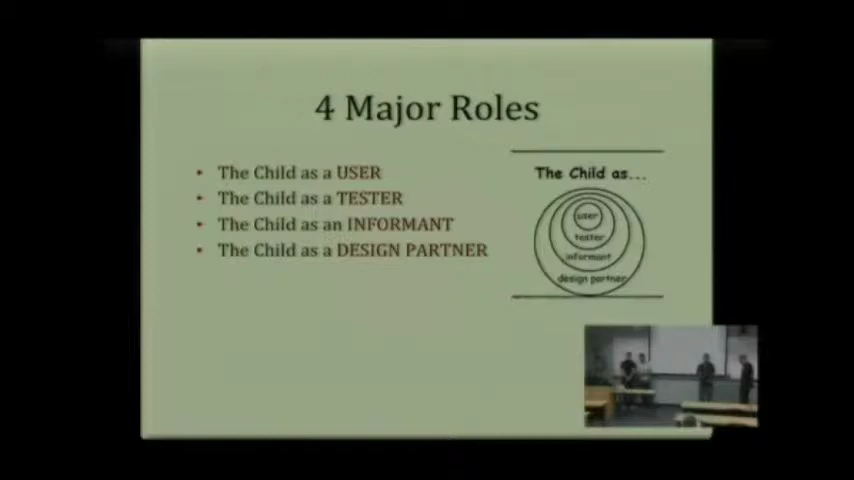 4 Major Roles
• The Child as a USER
• The Child as a TESTER
• The Child as an INFORMANT
• The Child as a DESIGN PARTNER
The Child as...
user
tester
informant
design partner